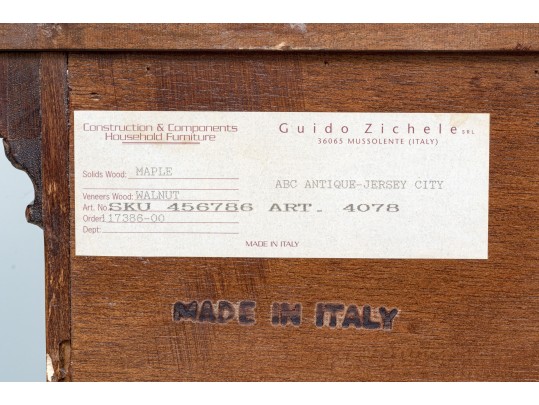 Construction & Components
Household Furniture
Guido Zichele SRL
36065 MUSSOLENTE (ITALY)
Solids Wood: MAPLE
ABC ANTIQUE-JERSEY CITY
Veneers Wood: WALNUT
Art. No SKU 456786 ART. 4078
Order 17386-00
Dept:
MADE IN ITALY
MADE IN ITALY